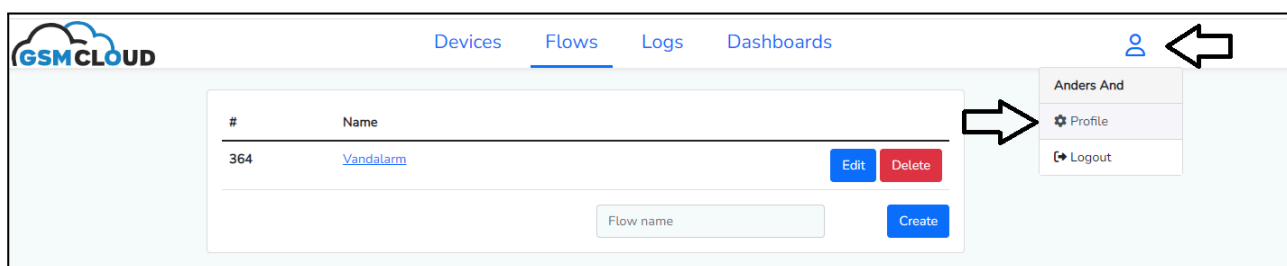 GSMCLOUD
Devices Flows Logs Dashboards
Anders And
Profile
Logout
# Name
364 Vandalarm Edit Delete
Flow name Create